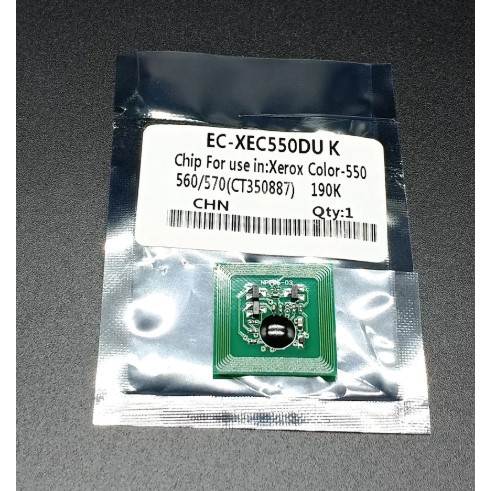 EC-XEC550DU K
Chip For use in:Xerox Color-550
560/570(CT350887) 190K
CHN Qty:1